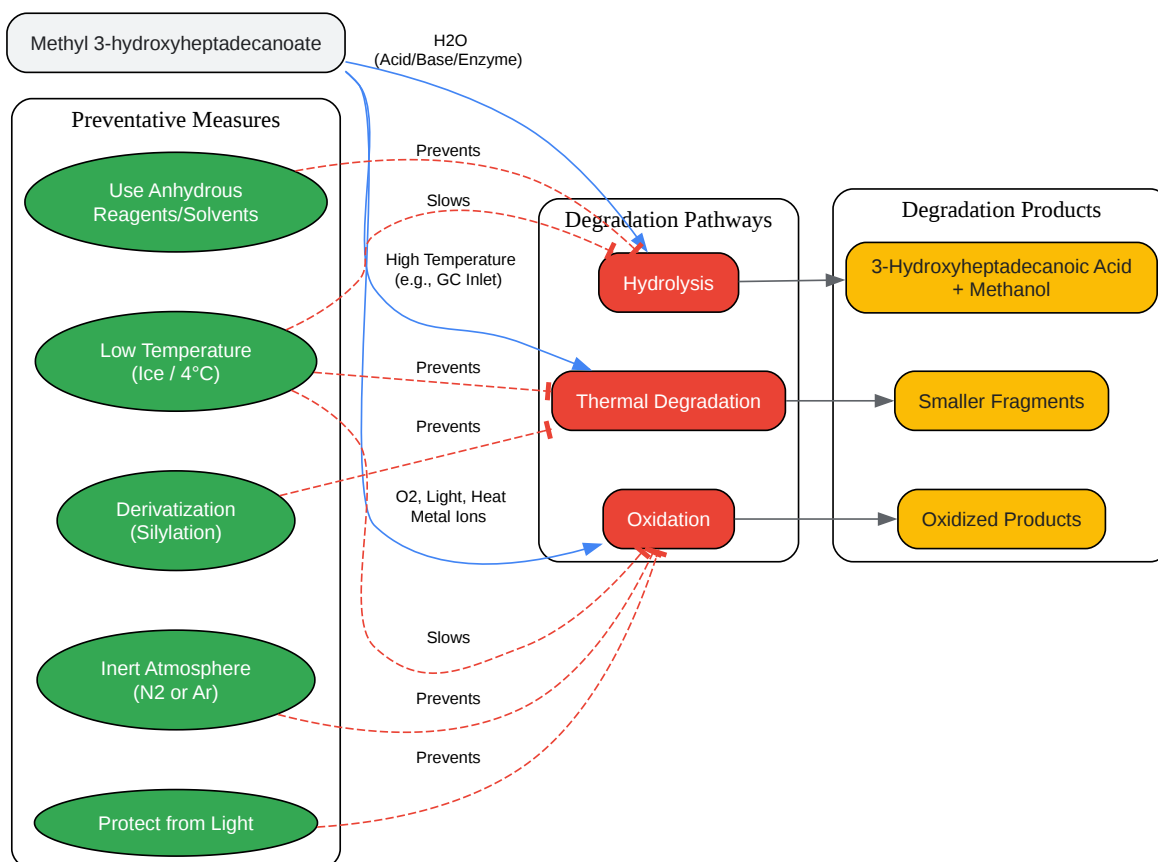 Methyl 3-hydroxyheptadecanoate
H2O
(Acid/Base/Enzyme)
Preventative Measures
Use Anhydrous
Reagents/Solvents
Low Temperature
(Ice / 4°C)
Derivatization
(Silylation)
Inert Atmosphere
(N2 or Ar)
Protect from Light
Prevents
Slows
High Temperature
(e.g., GC Inlet)
Prevents
Prevents
O2, Light, Heat
Metal Ions
Slows
Prevents
Prevents
Degradation Pathways
Hydrolysis
Thermal Degradation
Oxidation
Degradation Products
3-Hydroxyheptadecanoic Acid
+ Methanol
Smaller Fragments
Oxidized Products